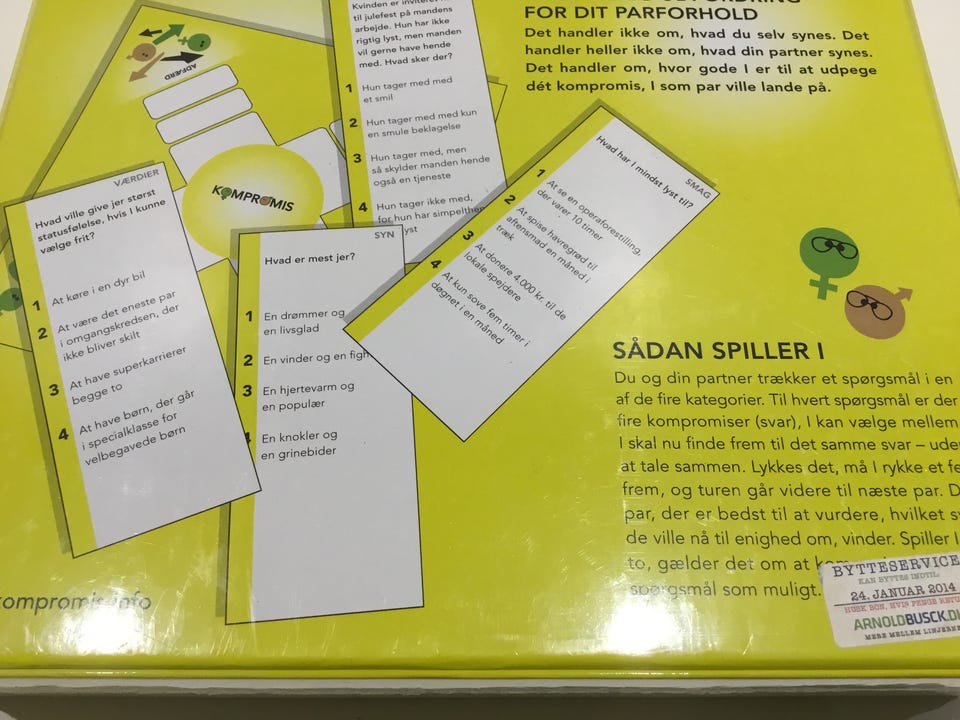 FOR DIT PARFORHOLD
Det handler ikke om, hvad du selv synes. Det
handler heller ikke om, hvad din partner synes.
Det handler om, hvor gode I er til at udpege
dét kompromis, I som par ville lande på.
ADFÆRD
KOMPROMIS
Kvinden er inviteret
til julefest på mandens
arbejde. Hun har ikke
rigtig lyst, men manden
vil gerne have hende
med. Hvad sker der?
1 Hun tager med med
et smil
2 Hun tager med med kun
en smule beklagelse
3 Hun tager med, men
så skylder manden hende
også en tjeneste
4 Hun tager ikke med,
for hun har simpelthen
lyst
VÆRDIER
Hvad ville give jer størst
statusfølelse, hvis I kunne
vælge frit?
1 At køre i en dyr bil
2 At være det eneste par
i omgangskredsen, der
ikke bliver skilt
3 At have superkarrierer
begge to
4 At have børn, der går
i specialklasse for
velbegavede børn
SYN
Hvad er mest jer?
1 En drømmer og
en livsglad
2 En vinder og en
3 En hjertevarm og
en populær
4 En knokler og
en grinebider
SMAG
Hvad har I mindst lyst til?
1 At se en operaforestilling,
der varer 10 timer
2 At spise havregrød til
aftensmad en måned i
træk
3 At donere 4.000 kr. til de
lokale spejdere
4 At kun sove fem timer i
døgnet i en måned
SÅDAN SPILLER I
Du og din partner trækker et spørgsmål i en
af de fire kategorier. Til hvert spørgsmål er der
fire kompromiser (svar), I kan vælge mellem
I skal nu finde frem til det samme svar – uden
at tale sammen. Lykkes det, må I rykke et
frem, og turen går videre til næste par.
par, der er bedst til at vurdere, hvilket
de ville nå til enighed om, vinder. Spiller I
to, gælder det om at
spørgsmål som muligt.
kompromis.info
BYTTESERVICE
KAN BYTTES INDTIL
24. JANUAR 2014
HUSK BON, HVIS PENGE RETUR
ARNOLDBUSCK.DK
MERE MELLEM LINJERNE